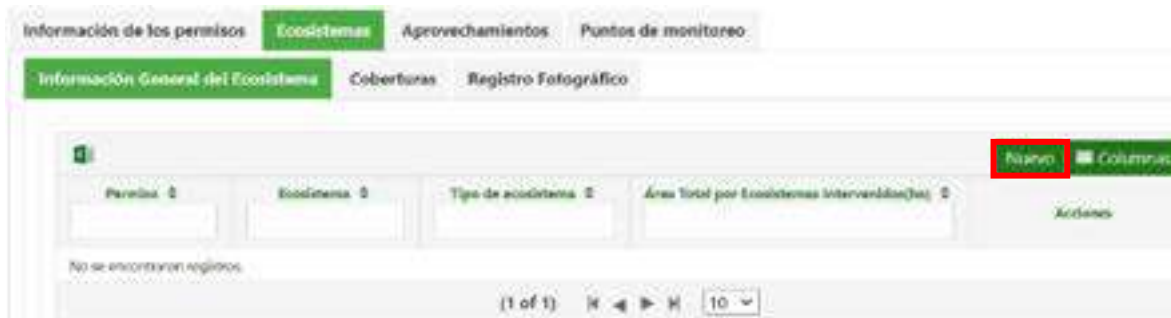 Información de los permisos Ecosistemas Aprovechamientos Puntos de monitoreo
Información General del Ecosistema Coberturas Registro Fotográfico
Nuevo Columnas
Permiso Ecosistema Tipo de ecosistema Área Total por Ecosistemas Intervenidos(ha) Acciones
No se encontraron registros.
(1 of 1) 10